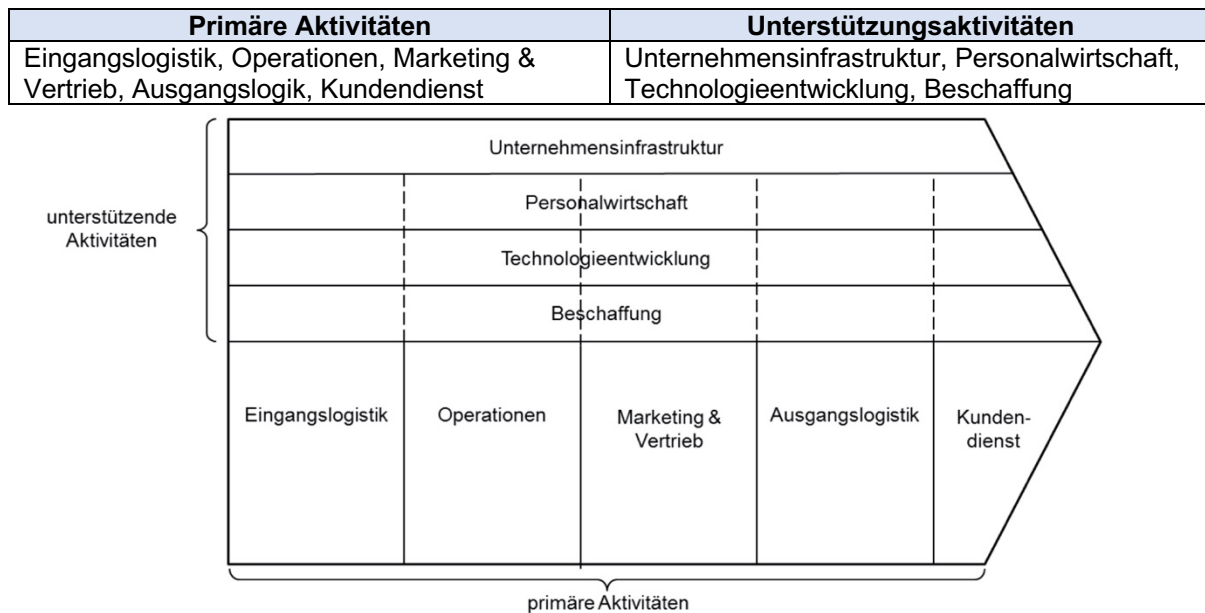 Primäre Aktivitäten
Unterstützungsaktivitäten
Eingangslogistik, Operationen, Marketing &
Vertrieb, Ausgangslogik, Kundendienst
Unternehmensinfrastruktur, Personalwirtschaft,
Technologieentwicklung, Beschaffung
Unternehmensinfrastruktur
Personalwirtschaft
unterstützende
Aktivitäten
Technologieentwicklung
Beschaffung
Eingangslogistik
Operationen
Marketing &
Vertrieb
Ausgangslogistik
Kunden-
dienst
primäre Aktivitäten